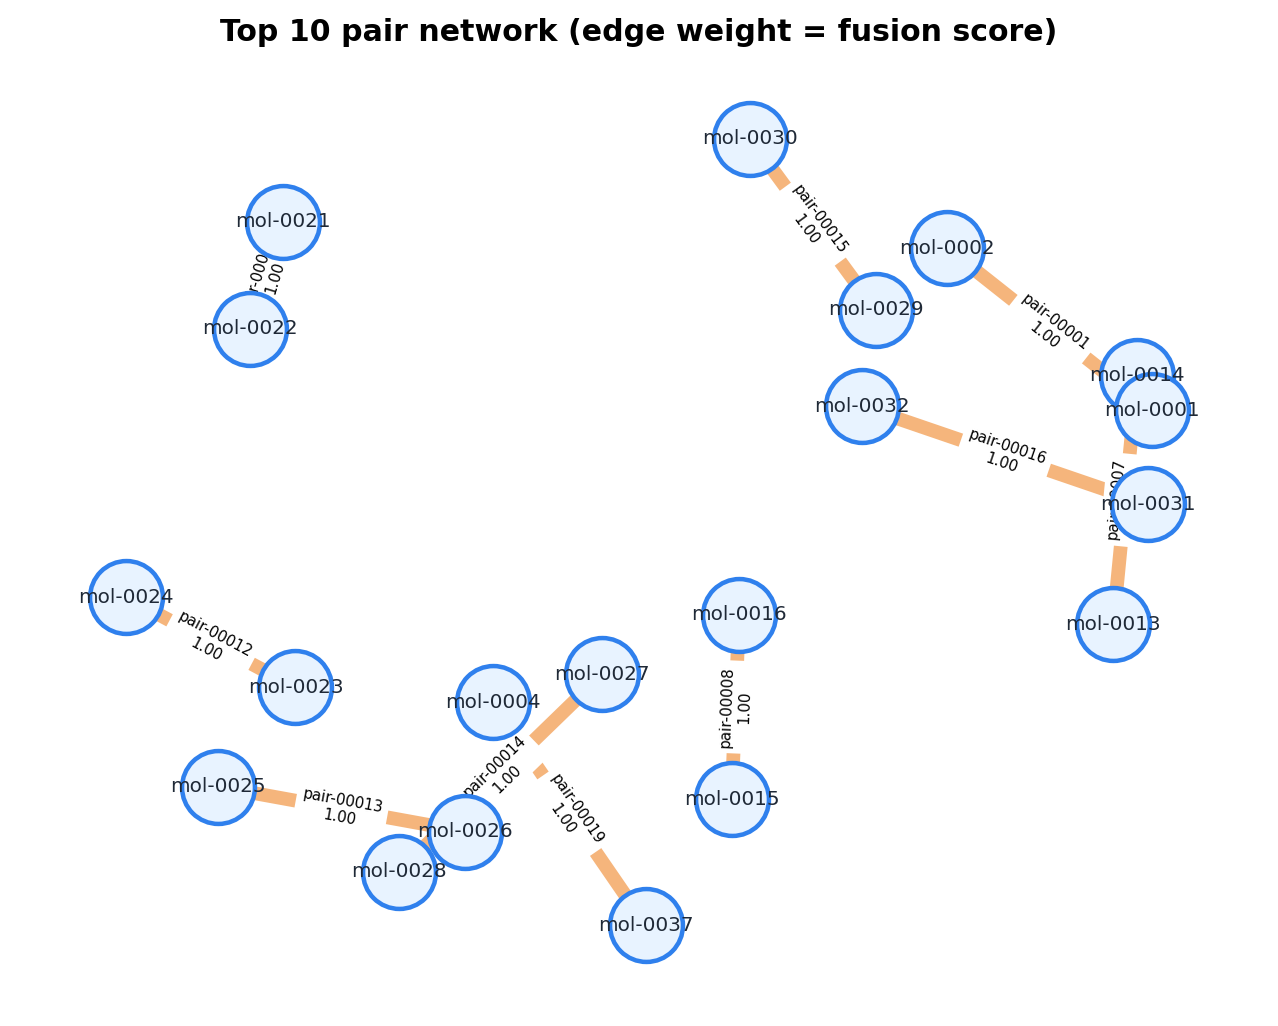 Top 10 pair network (edge weight = fusion score)
mol-0030
pair-00015
1.00
mol-0029
mol-0021
1.00
mol-0022
mol-0002
pair-00001
1.00
mol-0014
mol-0001
mol-0032
pair-00016
1.00
mol-0031
mol-0013
mol-0024
pair-00012
1.00
mol-0023
mol-0016
pair-00008
1.00
mol-0015
mol-0027
mol-0004
pair-00014
1.00
mol-0025
pair-00013
1.00
mol-0026
mol-0028
pair-00019
1.00
mol-0037